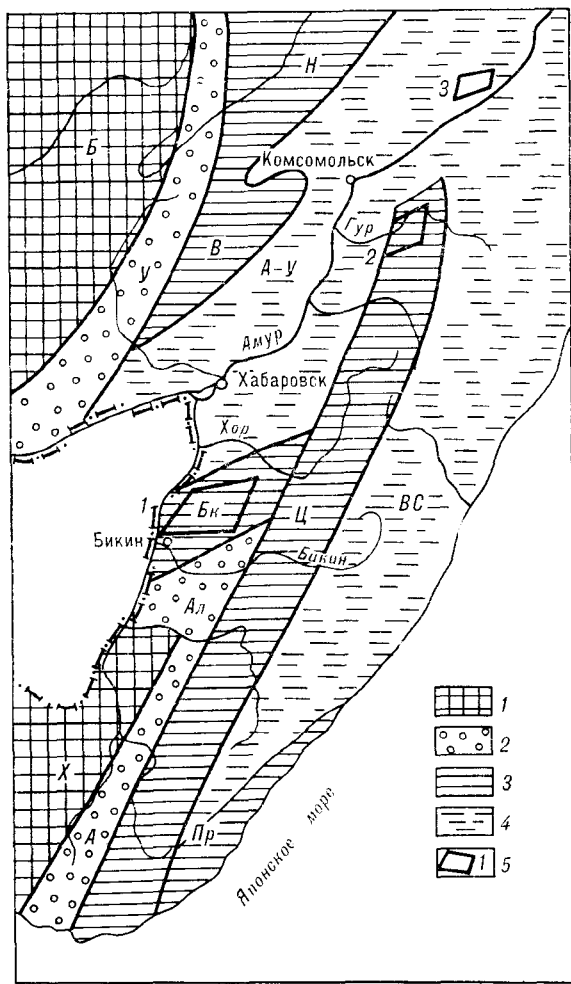 Н
3
Б
Комсомольск
Гур
2
В
А-У
У
Амур
Хабаровск
Хор
1
Бк
Ц
ВС
Бикин
Бикин
Ал
1
2
Х
3
А
Пр
4
Японское море
1 5